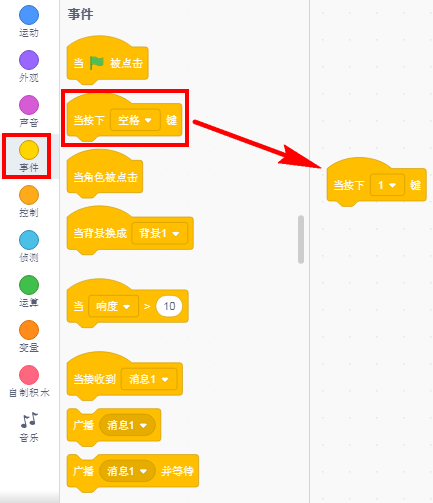 运动
外观
声音
事件
控制
侦测
运算
变量
自制积木
音乐
事件
当 被点击
当按下 空格 键
当角色被点击
当背景换成 背景1
当 响度 > 10
当接收到 消息1
广播 消息1
广播 消息1 并等待
当按下 1 键